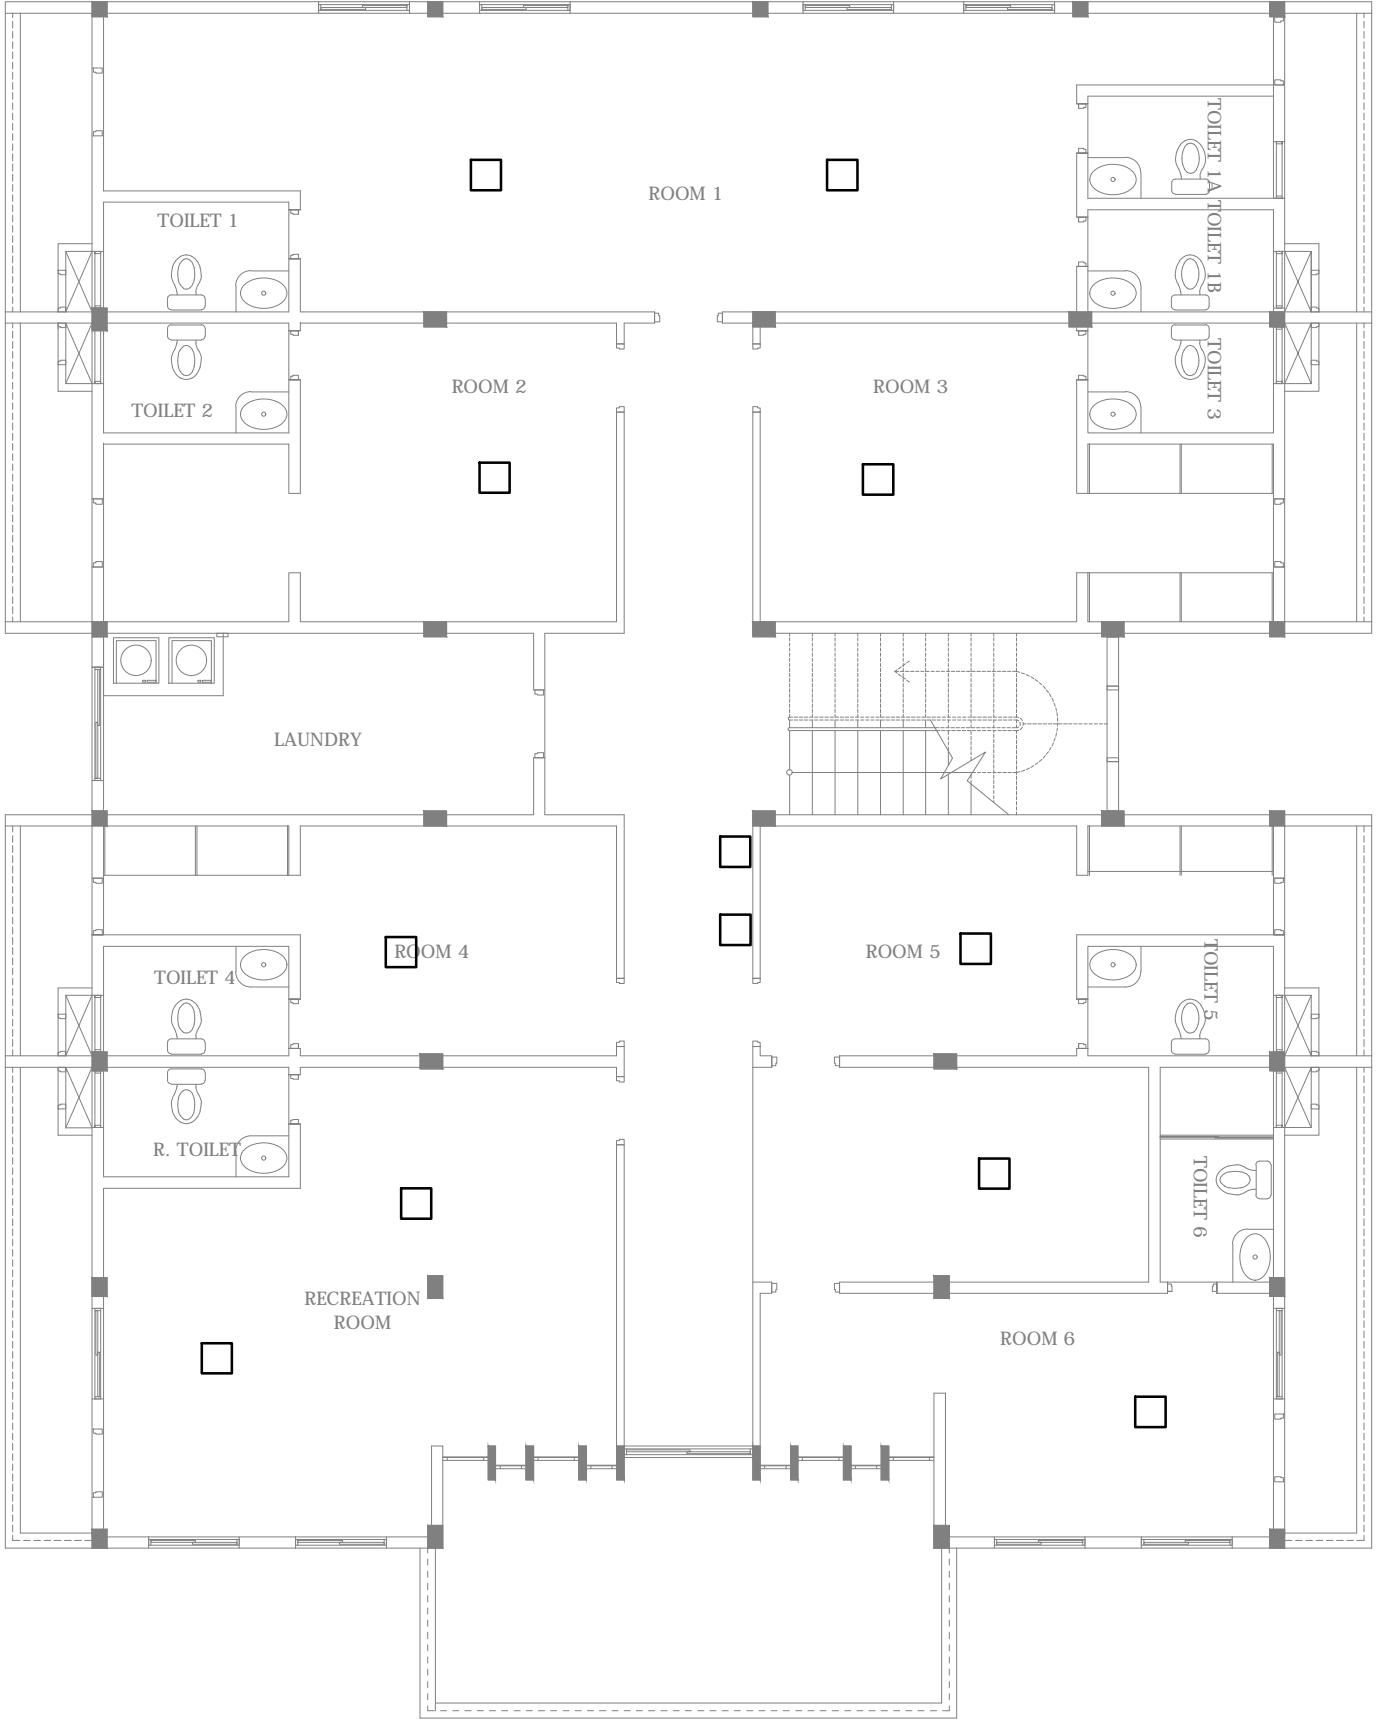 TOILET 1A
ROOM 1
TOILET 1
TOILET 1B
ROOM 2
ROOM 3
TOILET 3
TOILET 2
LAUNDRY
ROOM 4
ROOM 5
TOILET 5
TOILET 4
R. TOILET
TOILET 6
RECREATION
ROOM
ROOM 6